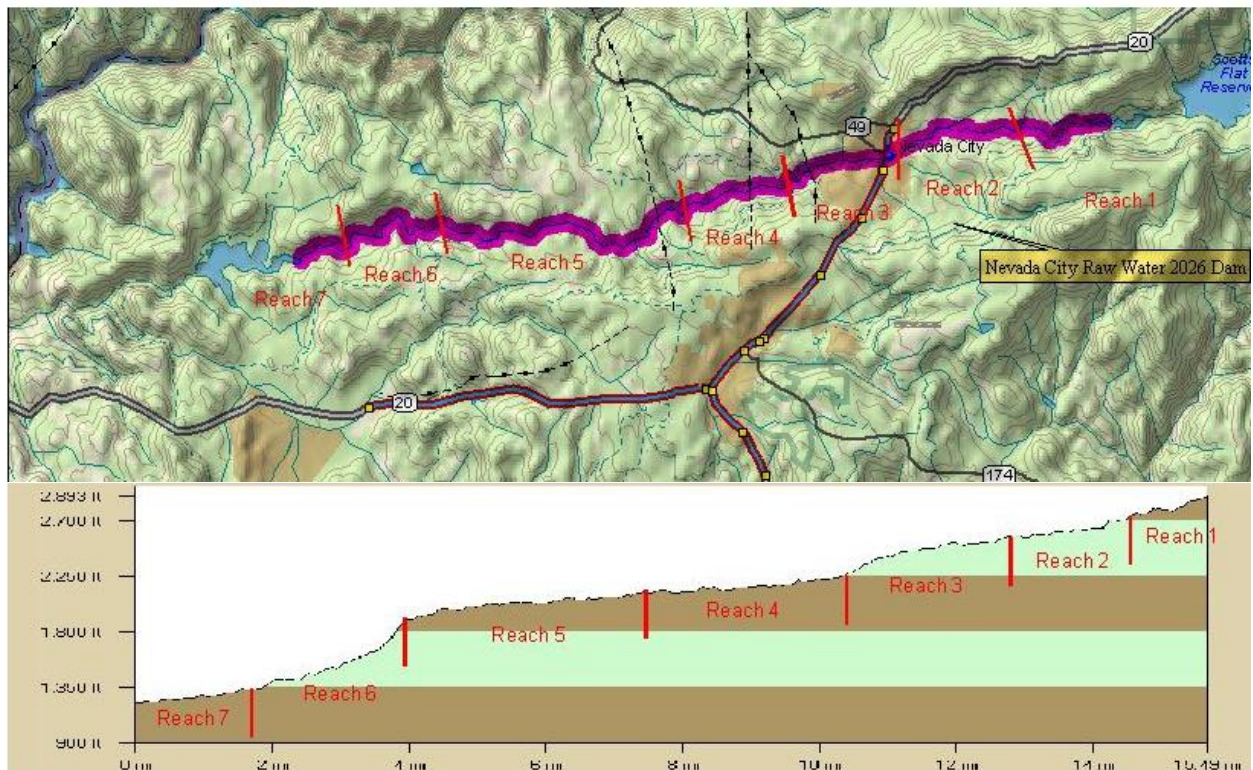 20
Scotts
Flat
Reserv
49
Nevada City
Reach 2
Reach 1
Reach 3
Reach 4
Nevada City Raw Water 2026 Dam
Reach 5
Reach 6
Reach 7
20
174
2,893 ft
2,700 ft
2,250 ft
1,800 ft
1,350 ft
900 ft
Reach 1
Reach 2
Reach 3
Reach 4
Reach 5
Reach 6
Reach 7
0 mi
2 mi
4 mi
6 mi
8 mi
10 mi
12 mi
14 mi
15.49 mi